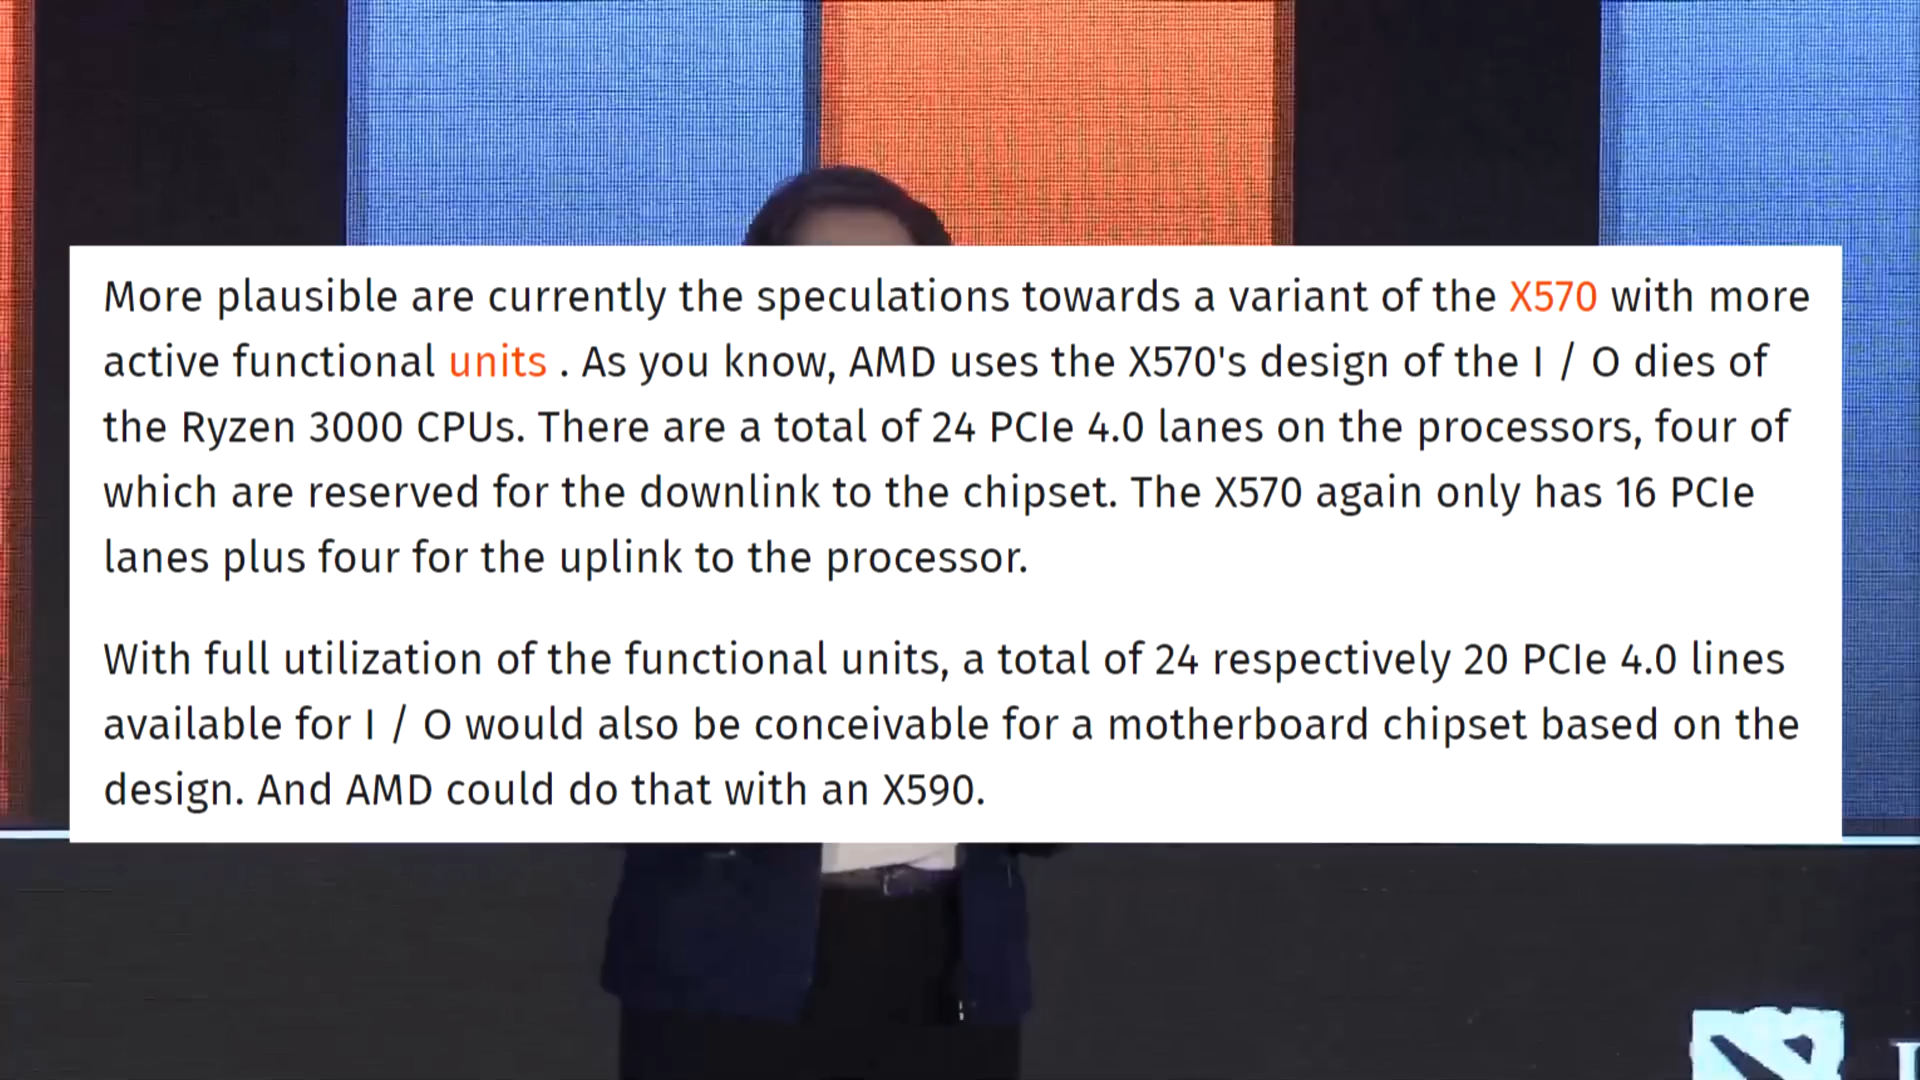 More plausible are currently the speculations towards a variant of the X570 with more
active functional units . As you know, AMD uses the X570's design of the I / O dies of
the Ryzen 3000 CPUs. There are a total of 24 PCIe 4.0 lanes on the processors, four of
which are reserved for the downlink to the chipset. The X570 again only has 16 PCIe
lanes plus four for the uplink to the processor.
With full utilization of the functional units, a total of 24 respectively 20 PCIe 4.0 lines
available for I / O would also be conceivable for a motherboard chipset based on the
design. And AMD could do that with an X590.